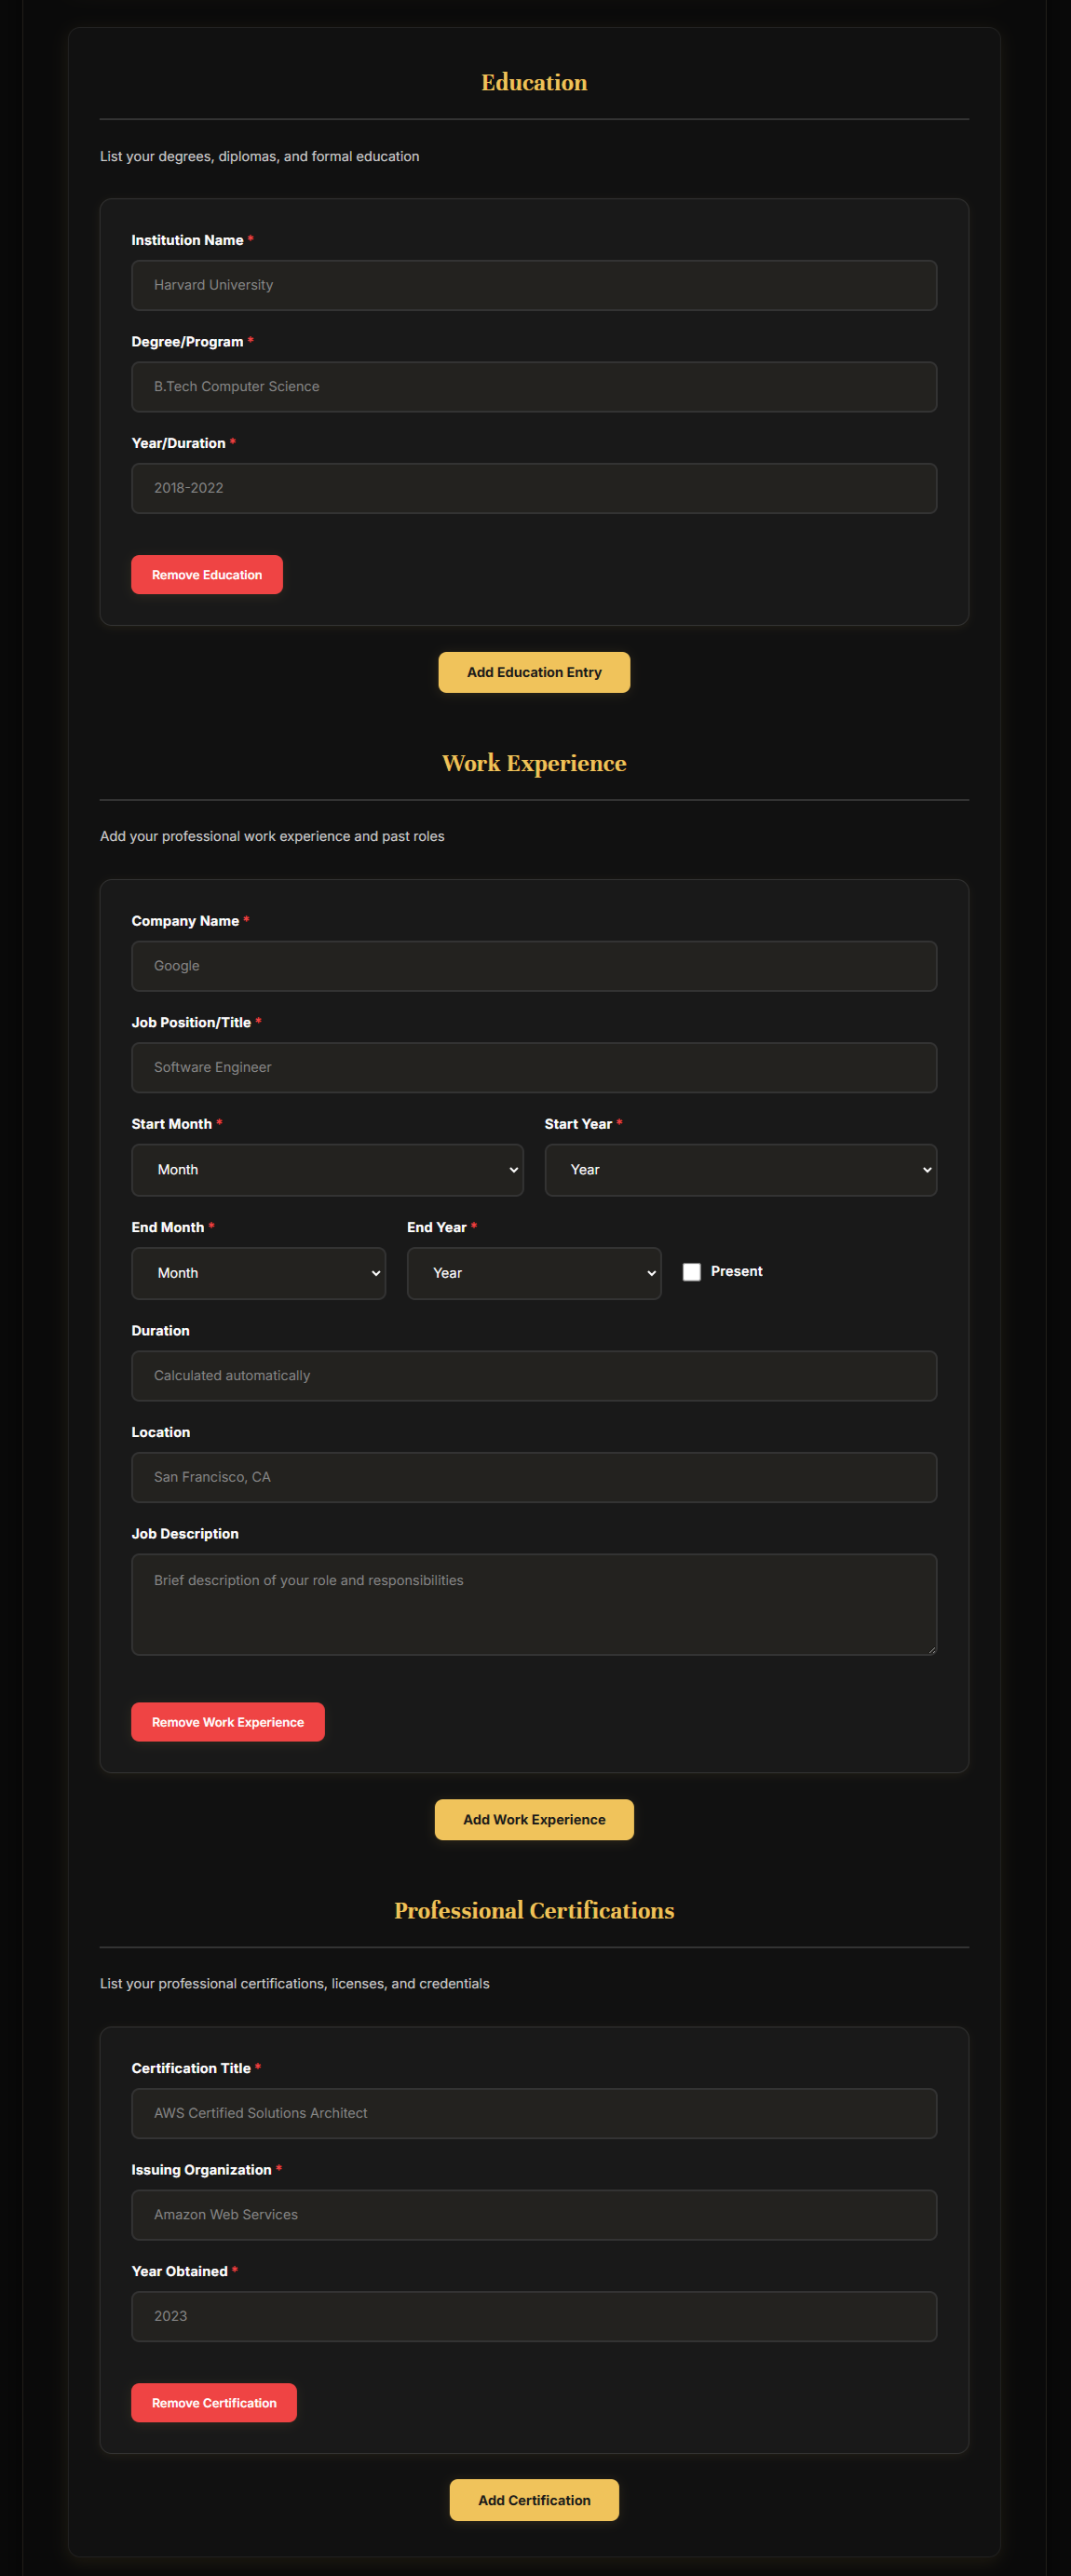 Education
List your degrees, diplomas, and formal education
Institution Name *
Harvard University
Degree/Program *
B.Tech Computer Science
Year/Duration *
2018-2022
Remove Education
Add Education Entry
Work Experience
Add your professional work experience and past roles
Company Name *
Google
Job Position/Title *
Software Engineer
Start Month * Start Year *
Month Year
End Month * End Year *
Month Year Present
Duration
Calculated automatically
Location
San Francisco, CA
Job Description
Brief description of your role and responsibilities
Remove Work Experience
Add Work Experience
Professional Certifications
List your professional certifications, licenses, and credentials
Certification Title *
AWS Certified Solutions Architect
Issuing Organization *
Amazon Web Services
Year Obtained *
2023
Remove Certification
Add Certification